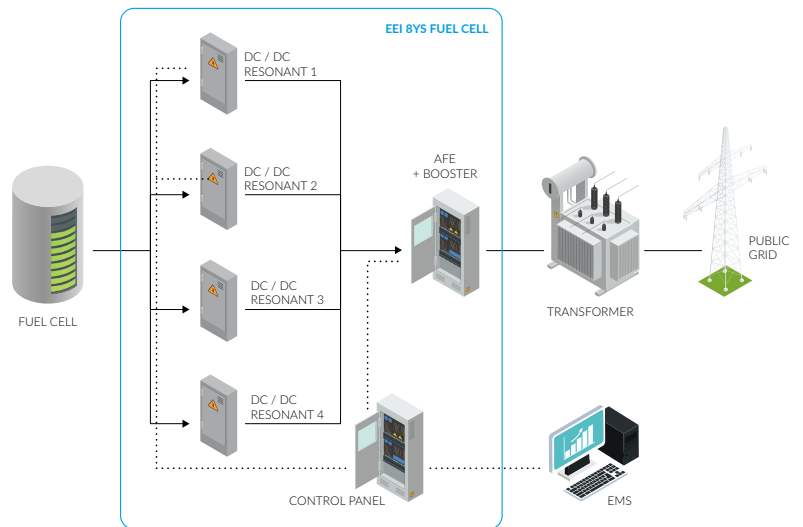 EEI 8YS FUEL CELL
DC / DC
RESONANT 1
DC / DC
RESONANT 2
AFE
+ BOOSTER
PUBLIC
GRID
DC / DC
RESONANT 3
TRANSFORMER
FUEL CELL
DC / DC
RESONANT 4
CONTROL PANEL
EMS